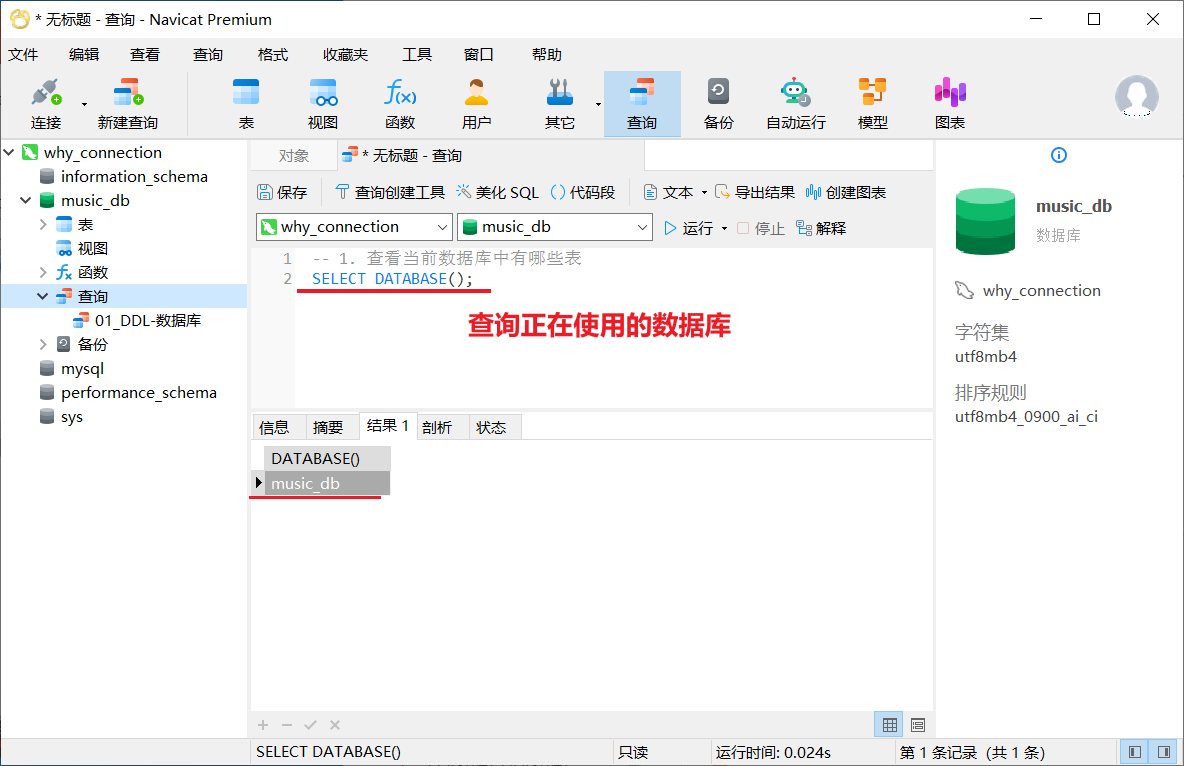 * 无标题 - 查询 - Navicat Premium
文件 编辑 查看 查询 格式 收藏夹 工具 窗口 帮助
连接 新建查询 表 视图 函数 用户 其它 查询 备份 自动运行 模型 图表
why_connection
information_schema
music_db
表
视图
函数
查询
01_DDL-数据库
备份
mysql
performance_schema
sys
对象 * 无标题 - 查询
保存 查询创建工具 美化 SQL () 代码段 文本 导出结果 创建图表
why_connection music_db 运行 停止 解释
1 -- 1. 查看当前数据库中有哪些表
2 SELECT DATABASE();
查询正在使用的数据库
信息 摘要 结果 1 剖析 状态
DATABASE()
music_db
music_db
数据库
why_connection
字符集
utf8mb4
排序规则
utf8mb4_0900_ai_ci
SELECT DATABASE() 只读 运行时间: 0.024s 第 1 条记录 (共 1 条)